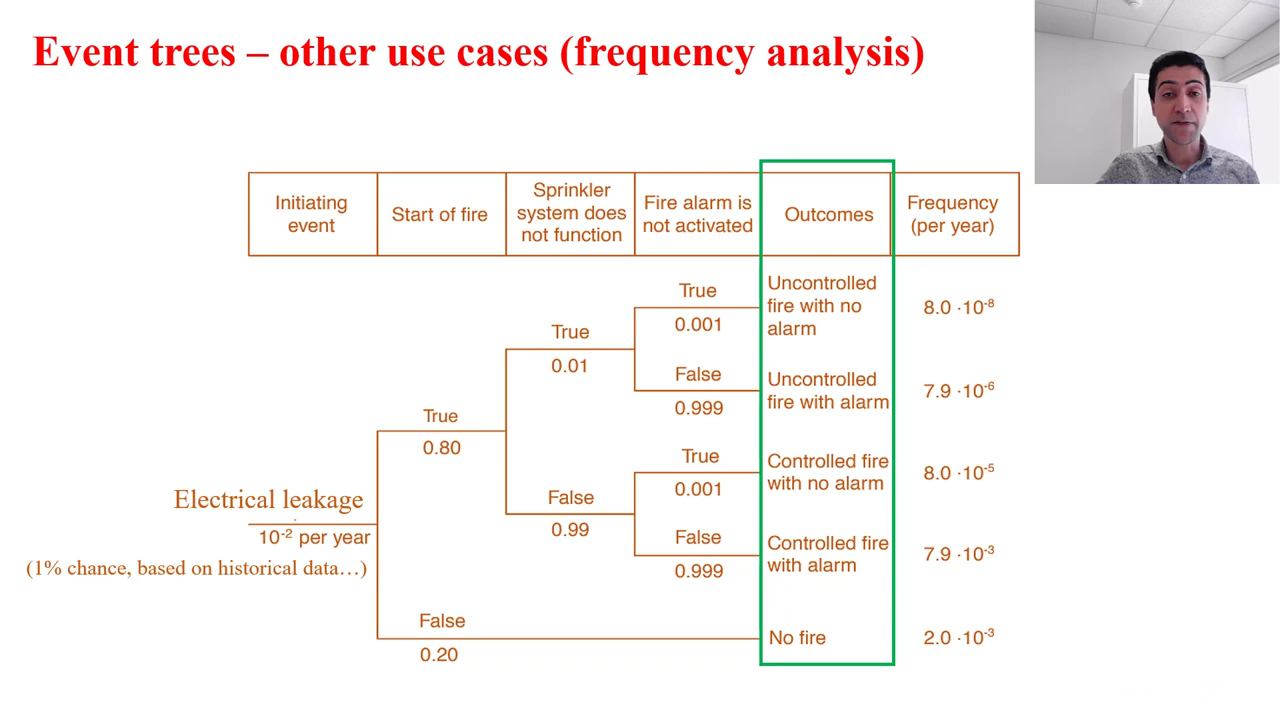 Event trees – other use cases (frequency analysis)
Initiating
event
Start of fire
Sprinkler
system does
not function
Fire alarm is
not activated
Outcomes
Frequency
(per year)
True
0.001
Uncontrolled
fire with no
alarm
8.0 ·10⁻⁸
True
0.01
False
0.999
Uncontrolled
fire with alarm
7.9 ·10⁻⁶
True
0.80
True
0.001
Controlled fire
with no alarm
8.0 ·10⁻⁵
False
0.99
False
0.999
Controlled fire
with alarm
7.9 ·10⁻³
Electrical leakage
10⁻² per year
(1% chance, based on historical data…)
False
0.20
No fire
2.0 ·10⁻³